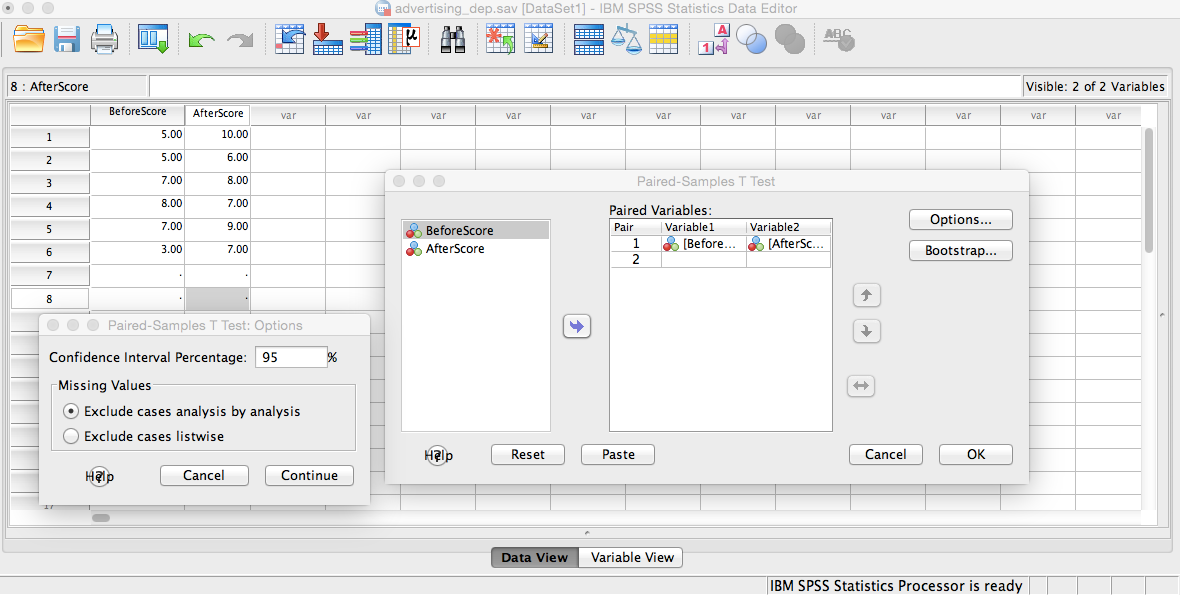 advertising_dep.sav [DataSet1] - IBM SPSS Statistics Data Editor
8 : AfterScore
Visible: 2 of 2 Variables
BeforeScore AfterScore var var var var var var var var var var var var
1 5.00 10.00
2 5.00 6.00
3 7.00 8.00
4 8.00 7.00
5 7.00 9.00
6 3.00 7.00
7 . .
8 . .
17
Paired-Samples T Test
BeforeScore
AfterScore
Paired Variables:
Pair Variable1 Variable2
1 [Before... [AfterSc...
2
Options...
Bootstrap...
Help Reset Paste Cancel OK
Paired-Samples T Test: Options
Confidence Interval Percentage: 95 %
Missing Values
Exclude cases analysis by analysis
Exclude cases listwise
Help Cancel Continue
Data View Variable View
IBM SPSS Statistics Processor is ready